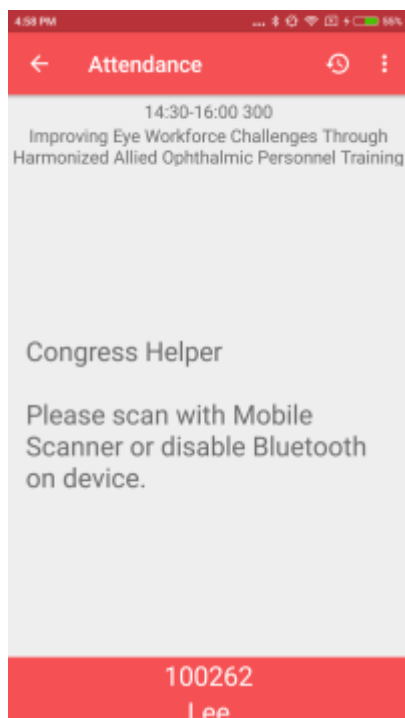 4:58 PM ... 55%
Attendance
14:30-16:00 300
Improving Eye Workforce Challenges Through
Harmonized Allied Ophthalmic Personnel Training
Congress Helper
Please scan with Mobile
Scanner or disable Bluetooth
on device.
100262
Lee